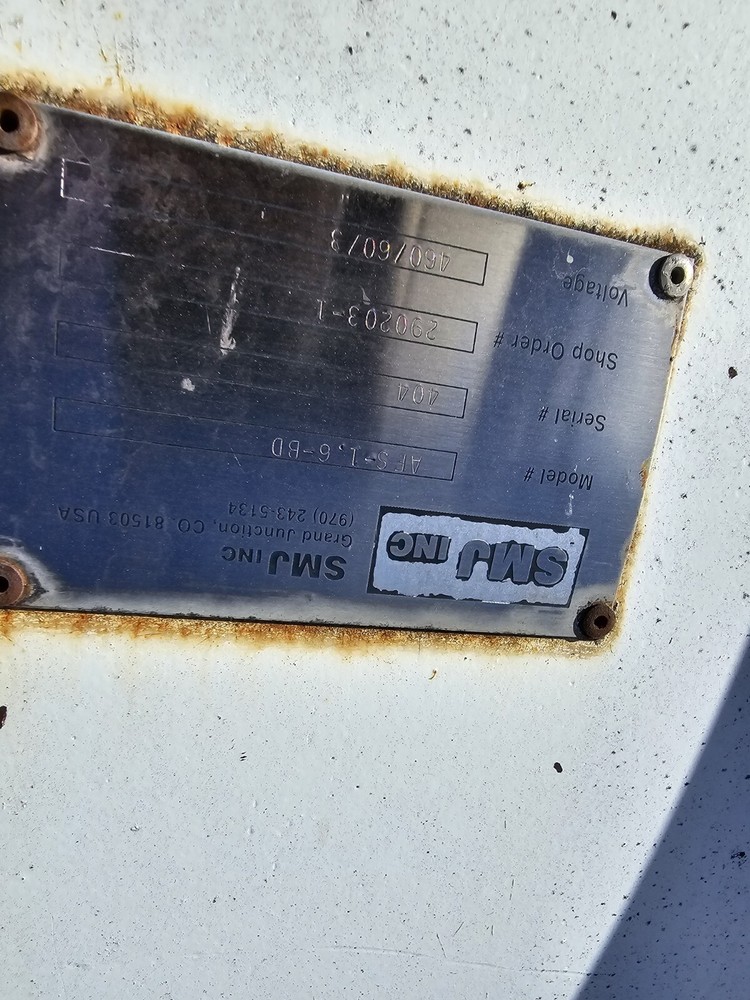 SMJ INC
SMJ INC
Grand Junction, CO. 81503 USA
(970) 243-5134
Model # AFS-1.6-BD
Serial # 404
Shop Order # 290203-1
Voltage 460/60/3